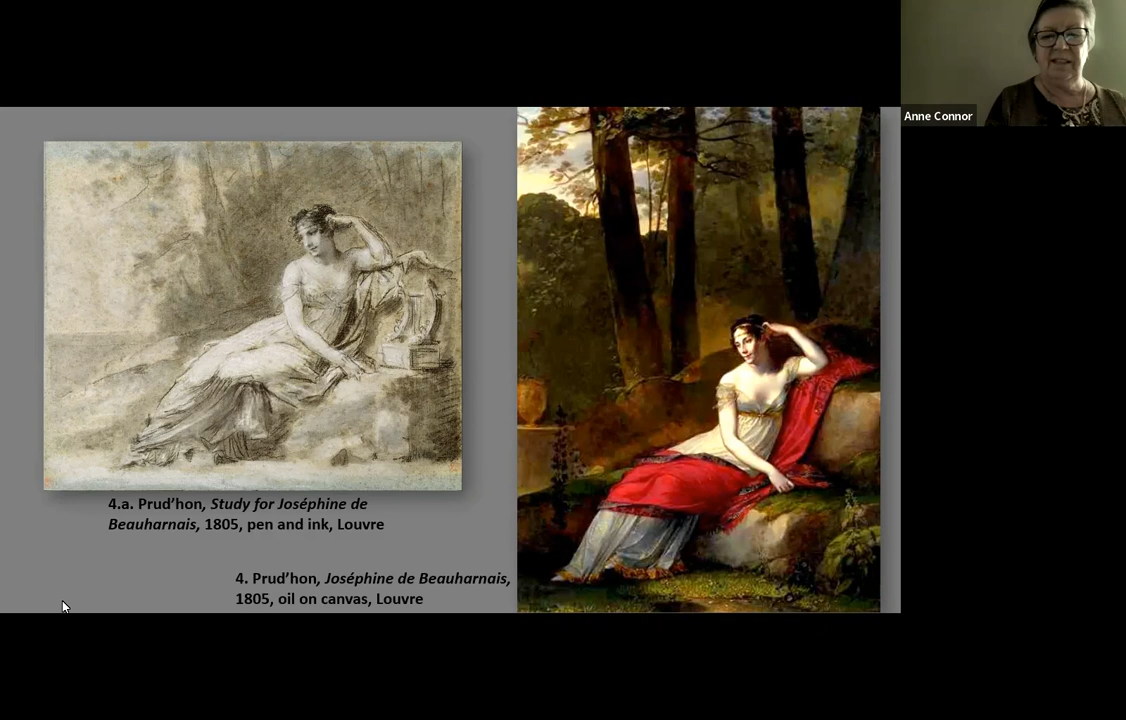 Anne Connor
4.a. Prud’hon, Study for Joséphine de
Beauharnais, 1805, pen and ink, Louvre
4. Prud’hon, Joséphine de Beauharnais,
1805, oil on canvas, Louvre